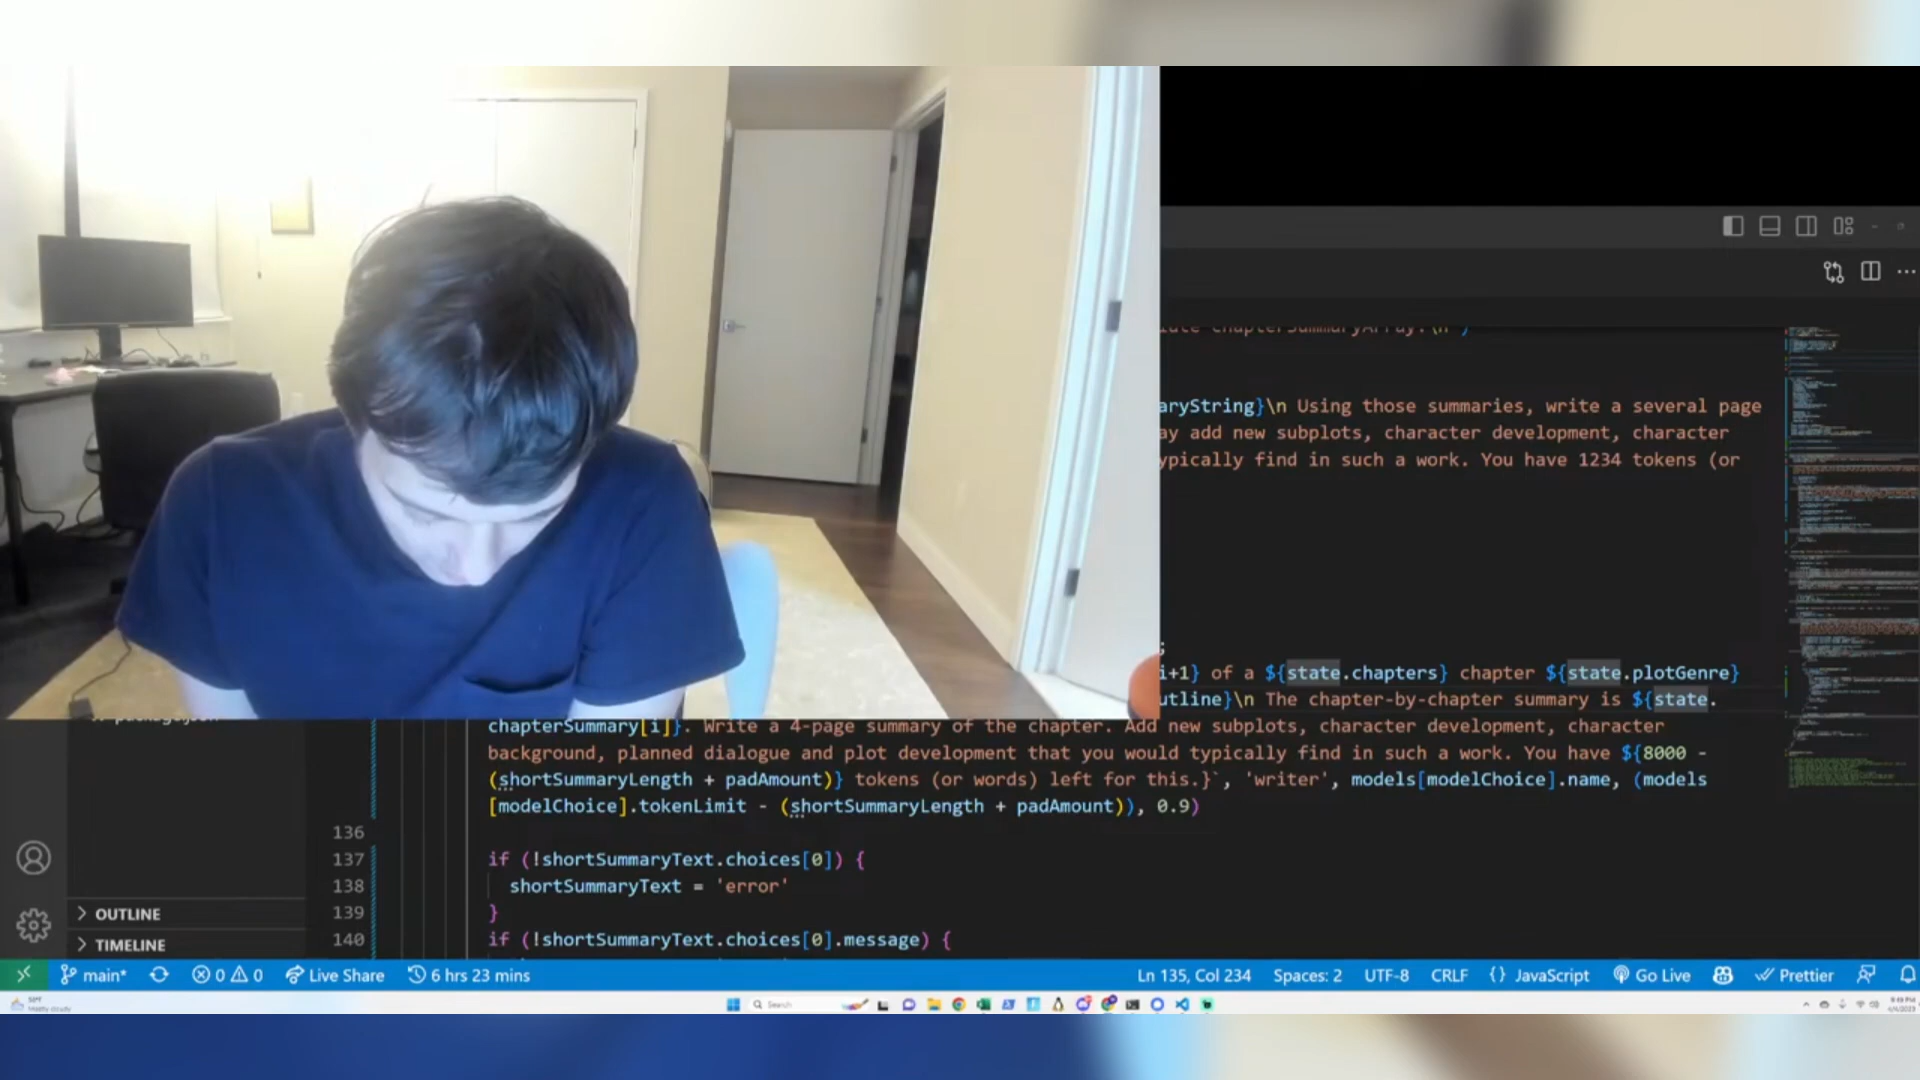 aryString}\n Using those summaries, write a several page
ay add new subplots, character development, character
ypically find in such a work. You have 1234 tokens (or
;
i+1} of a ${state.chapters} chapter ${state.plotGenre}
utline}\n The chapter-by-chapter summary is ${state.
chapterSummary[i]}. Write a 4-page summary of the chapter. Add new subplots, character development, character
background, planned dialogue and plot development that you would typically find in such a work. You have ${8000 -
(shortSummaryLength + padAmount)} tokens (or words) left for this.}`, 'writer', models[modelChoice].name, (models
[modelChoice].tokenLimit - (shortSummaryLength + padAmount)), 0.9)
136
137 if (!shortSummaryText.choices[0]) {
138 shortSummaryText = 'error'
139 }
140 if (!shortSummaryText.choices[0].message) {
OUTLINE
TIMELINE
main* 0 0 Live Share 6 hrs 23 mins Ln 135, Col 234 Spaces: 2 UTF-8 CRLF {} JavaScript Go Live Prettier
Search